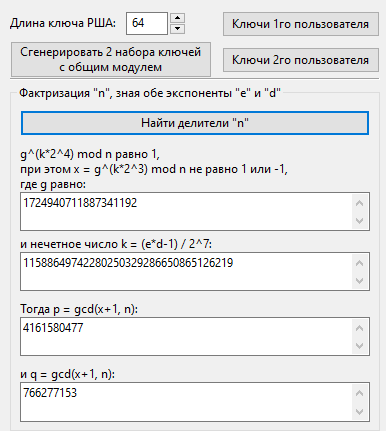 Длина ключа РША: 64
Ключи 1го пользователя
Сгенерировать 2 набора ключей
с общим модулем
Ключи 2го пользователя
Фактризация "n", зная обе экспоненты "e" и "d"
Найти делители "n"
g^(k*2^4) mod n равно 1,
при этом x = g^(k*2^3) mod n не равно 1 или -1,
где g равно:
1724940711887341192
и нечетное число k = (e*d-1) / 2^7:
11588649742280250329286650865126219
Тогда p = gcd(x+1, n):
4161580477
и q = gcd(x+1, n):
766277153